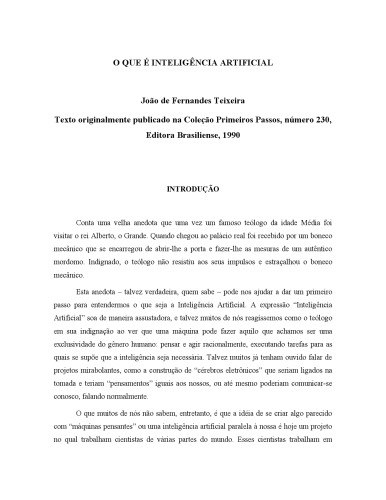 O QUE É INTELIGÊNCIA ARTIFICIAL
João de Fernandes Teixeira
Texto originalmente publicado na Coleção Primeiros Passos, número 230,
Editora Brasiliense, 1990
INTRODUÇÃO
Conta uma velha anedota que uma vez um famoso teólogo da idade Média foi
visitar o rei Alberto, o Grande. Quando chegou ao palácio real foi recebido por um boneco
mecânico que se encarregou de abrir-lhe a porta e fazer-lhe as mesuras de um autêntico
mordomo. Indignado, o teólogo não resistiu aos seus impulsos e estraçalhou o boneco
mecânico.
Esta anedota – talvez verdadeira, quem sabe – pode nos ajudar a dar um primeiro
passo para entendermos o que seja a Inteligência Artificial. A expressão “Inteligência
Artificial” soa de maneira assustadora, e talvez muitos de nós reagíssemos como o teólogo
em sua indignação ao ver que uma máquina pode fazer aquilo que achamos ser uma
exclusividade do gênero humano: pensar e agir racionalmente, executando tarefas para as
quais se supõe que a inteligência seja necessária. Talvez muitos já tenham ouvido falar de
projetos mirabolantes, como a construção de “cérebros eletrônicos” que seriam ligados na
tomada e teriam “pensamentos” iguais aos nossos, ou até mesmo poderiam comunicar-se
conosco, falando normalmente.
O que muitos de nós não sabem, entretanto, é que a ideia de se criar algo parecido
com “máquinas pensantes” ou uma inteligência artificial paralela à nossa é hoje um projeto
no qual trabalham cientistas de várias partes do mundo. Esses cientistas trabalham em